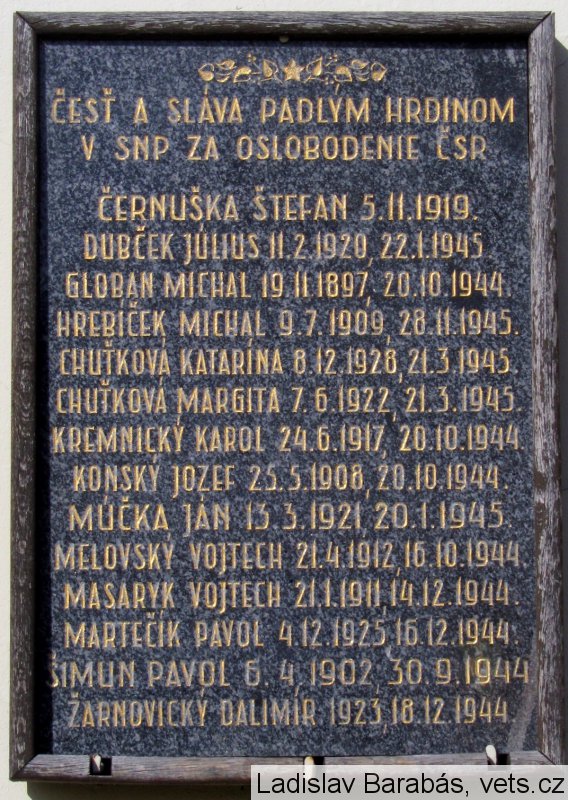 ČESŤ A SLÁVA PADLÝM HRDINOM
V SNP ZA OSLOBODENIE ČSR
ČERNUŠKA ŠTEFAN 5.11.1919.
DUBČEK JÚLIUS 11.2.1920, 22.1.1945
GLOBAN MICHAL 19.11.1897, 20.10.1944.
HREBÍČEK MICHAL 9.7.1909, 28.11.1945.
CHUŤKOVÁ KATARÍNA 8.12.1928, 21.3.1945.
CHUŤKOVÁ MARGITA 7.6.1922, 21.3.1945.
KREMNICKÝ KAROL 24.6.1917, 20.10.1944
KONSKÝ JOZEF 25.5.1908, 20.10.1944.
MÚČKA JÁN 13.3.1921 20.1.1945.
MELOVSKÝ VOJTECH 21.4.1912, 16.10.1944.
MASARYK VOJTECH 21.1.1911, 14.12.1944.
MARTEČÍK PAVOL 4.12.1925, 16.12.1944.
ŠIMUN PAVOL 6.4.1902, 30.9.1944
ŽARNOVICKÝ DALIMÍR 1923, 18.12.1944.
Ladislav Barabás, vets.cz